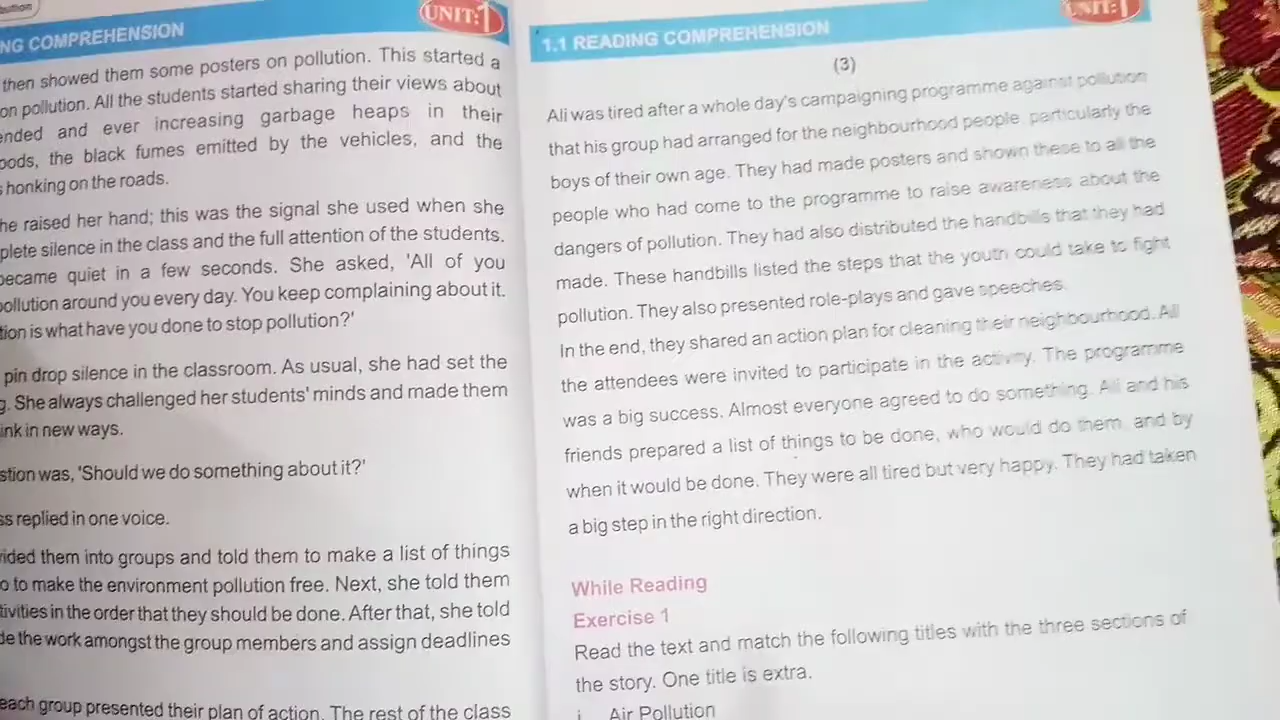 bution
UNIT:1
NG COMPREHENSION
then showed them some posters on pollution. This started a
on pollution. All the students started sharing their views about
ended and ever increasing garbage heaps in their
oods, the black fumes emitted by the vehicles, and the
honking on the roads.
he raised her hand; this was the signal she used when she
plete silence in the class and the full attention of the students.
became quiet in a few seconds. She asked, 'All of you
pollution around you every day. You keep complaining about it.
tion is what have you done to stop pollution?'
pin drop silence in the classroom. As usual, she had set the
g. She always challenged her students' minds and made them
ink in new ways.
stion was, 'Should we do something about it?'
ss replied in one voice.
vided them into groups and told them to make a list of things
o to make the environment pollution free. Next, she told them
tivities in the order that they should be done. After that, she told
de the work amongst the group members and assign deadlines
each group presented their plan of action. The rest of the class
UNIT:1
1.1 READING COMPREHENSION
(3)
Ali was tired after a whole day's campaigning programme against pollution
that his group had arranged for the neighbourhood people, particularly the
boys of their own age. They had made posters and shown these to all the
people who had come to the programme to raise awareness about the
dangers of pollution. They had also distributed the handbills that they had
made. These handbills listed the steps that the youth could take to fight
pollution. They also presented role-plays and gave speeches.
In the end, they shared an action plan for cleaning their neighbourhood. All
the attendees were invited to participate in the activity. The programme
was a big success. Almost everyone agreed to do something. Ali and his
friends prepared a list of things to be done, who would do them, and by
when it would be done. They were all tired but very happy. They had taken
a big step in the right direction.
While Reading
Exercise 1
Read the text and match the following titles with the three sections of
the story. One title is extra.
i. Air Pollution